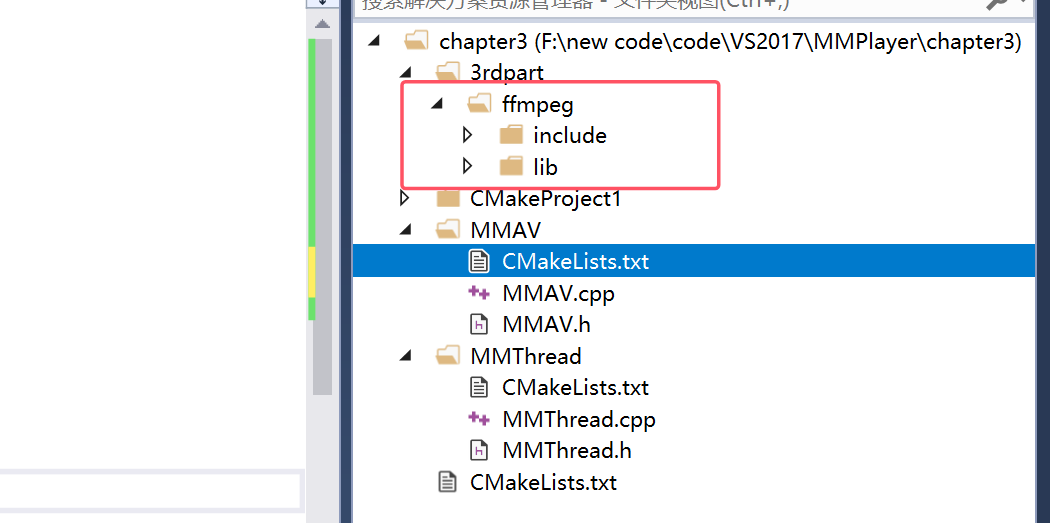 搜索解决方案资源管理器 - 文件夹视图(Ctrl+;)
chapter3 (F:\new code\code\VS2017\MMPlayer\chapter3)
3rdpart
ffmpeg
include
lib
CMakeProject1
MMAV
CMakeLists.txt
MMAV.cpp
MMAV.h
MMThread
CMakeLists.txt
MMThread.cpp
MMThread.h
CMakeLists.txt